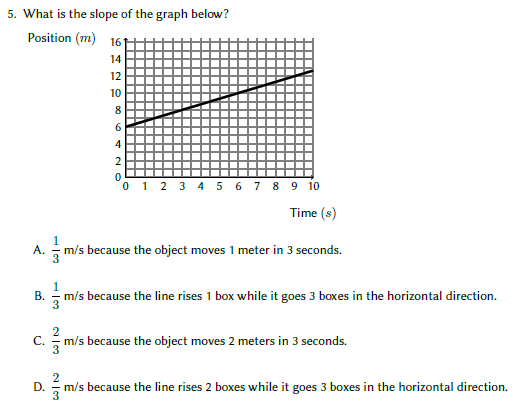 5. What is the slope of the graph below?
Position (m)
16
14
12
10
8
6
4
2
0
0 1 2 3 4 5 6 7 8 9 10
Time (s)
A. 1/3 m/s because the object moves 1 meter in 3 seconds.
B. 1/3 m/s because the line rises 1 box while it goes 3 boxes in the horizontal direction.
C. 2/3 m/s because the object moves 2 meters in 3 seconds.
D. 2/3 m/s because the line rises 2 boxes while it goes 3 boxes in the horizontal direction.